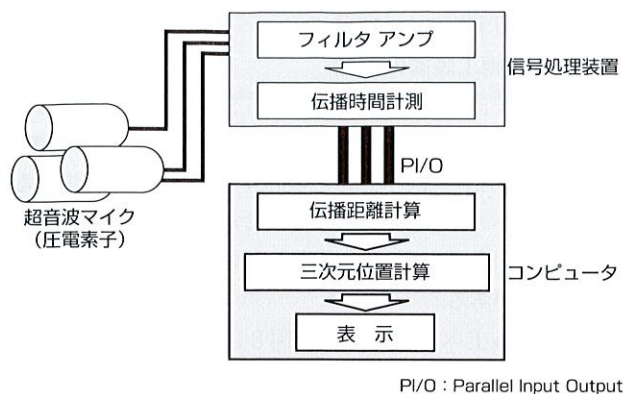 フィルタ アンプ
信号処理装置
伝播時間計測
PI/O
超音波マイク
（圧電素子）
伝播距離計算
三次元位置計算
コンピュータ
表 示
PI/O : Parallel Input Output